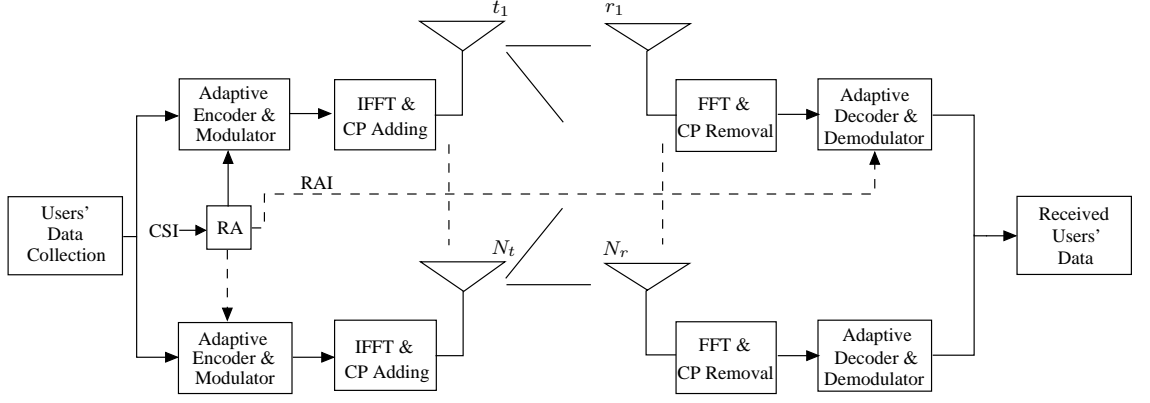 t1
r1
Adaptive
Encoder &
Modulator
IFFT &
CP Adding
FFT &
CP Removal
Adaptive
Decoder &
Demodulator
RAI
Users'
Data
Collection
CSI
RA
Received
Users'
Data
Nt
Nr
Adaptive
Encoder &
Modulator
IFFT &
CP Adding
FFT &
CP Removal
Adaptive
Decoder &
Demodulator